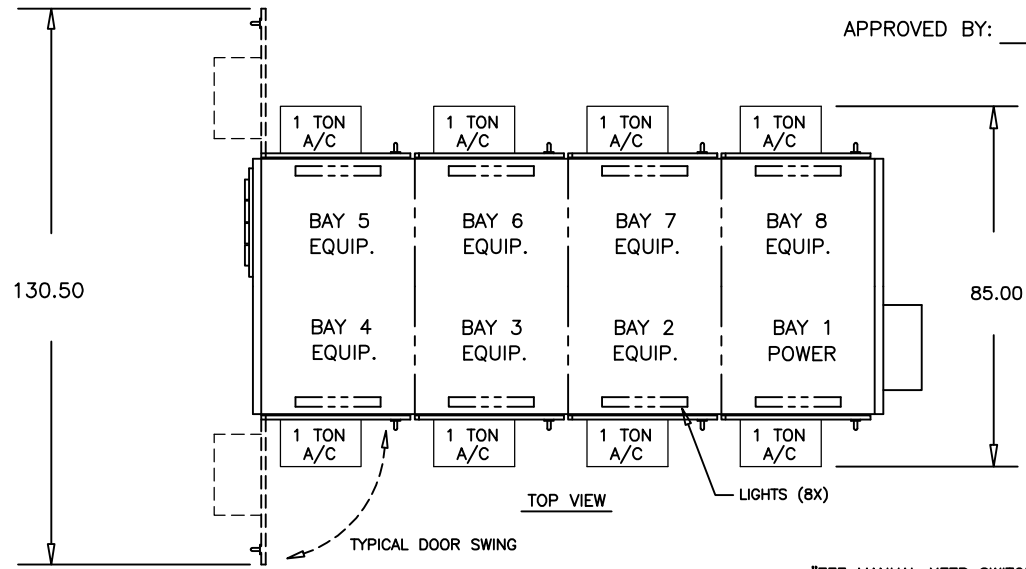 APPROVED BY:
1 TON
A/C
1 TON
A/C
1 TON
A/C
1 TON
A/C
BAY 5
EQUIP.
BAY 6
EQUIP.
BAY 7
EQUIP.
BAY 8
EQUIP.
130.50
85.00
BAY 4
EQUIP.
BAY 3
EQUIP.
BAY 2
EQUIP.
BAY 1
POWER
1 TON
A/C
1 TON
A/C
1 TON
A/C
1 TON
A/C
LIGHTS (8X)
TOP VIEW
TYPICAL DOOR SWING